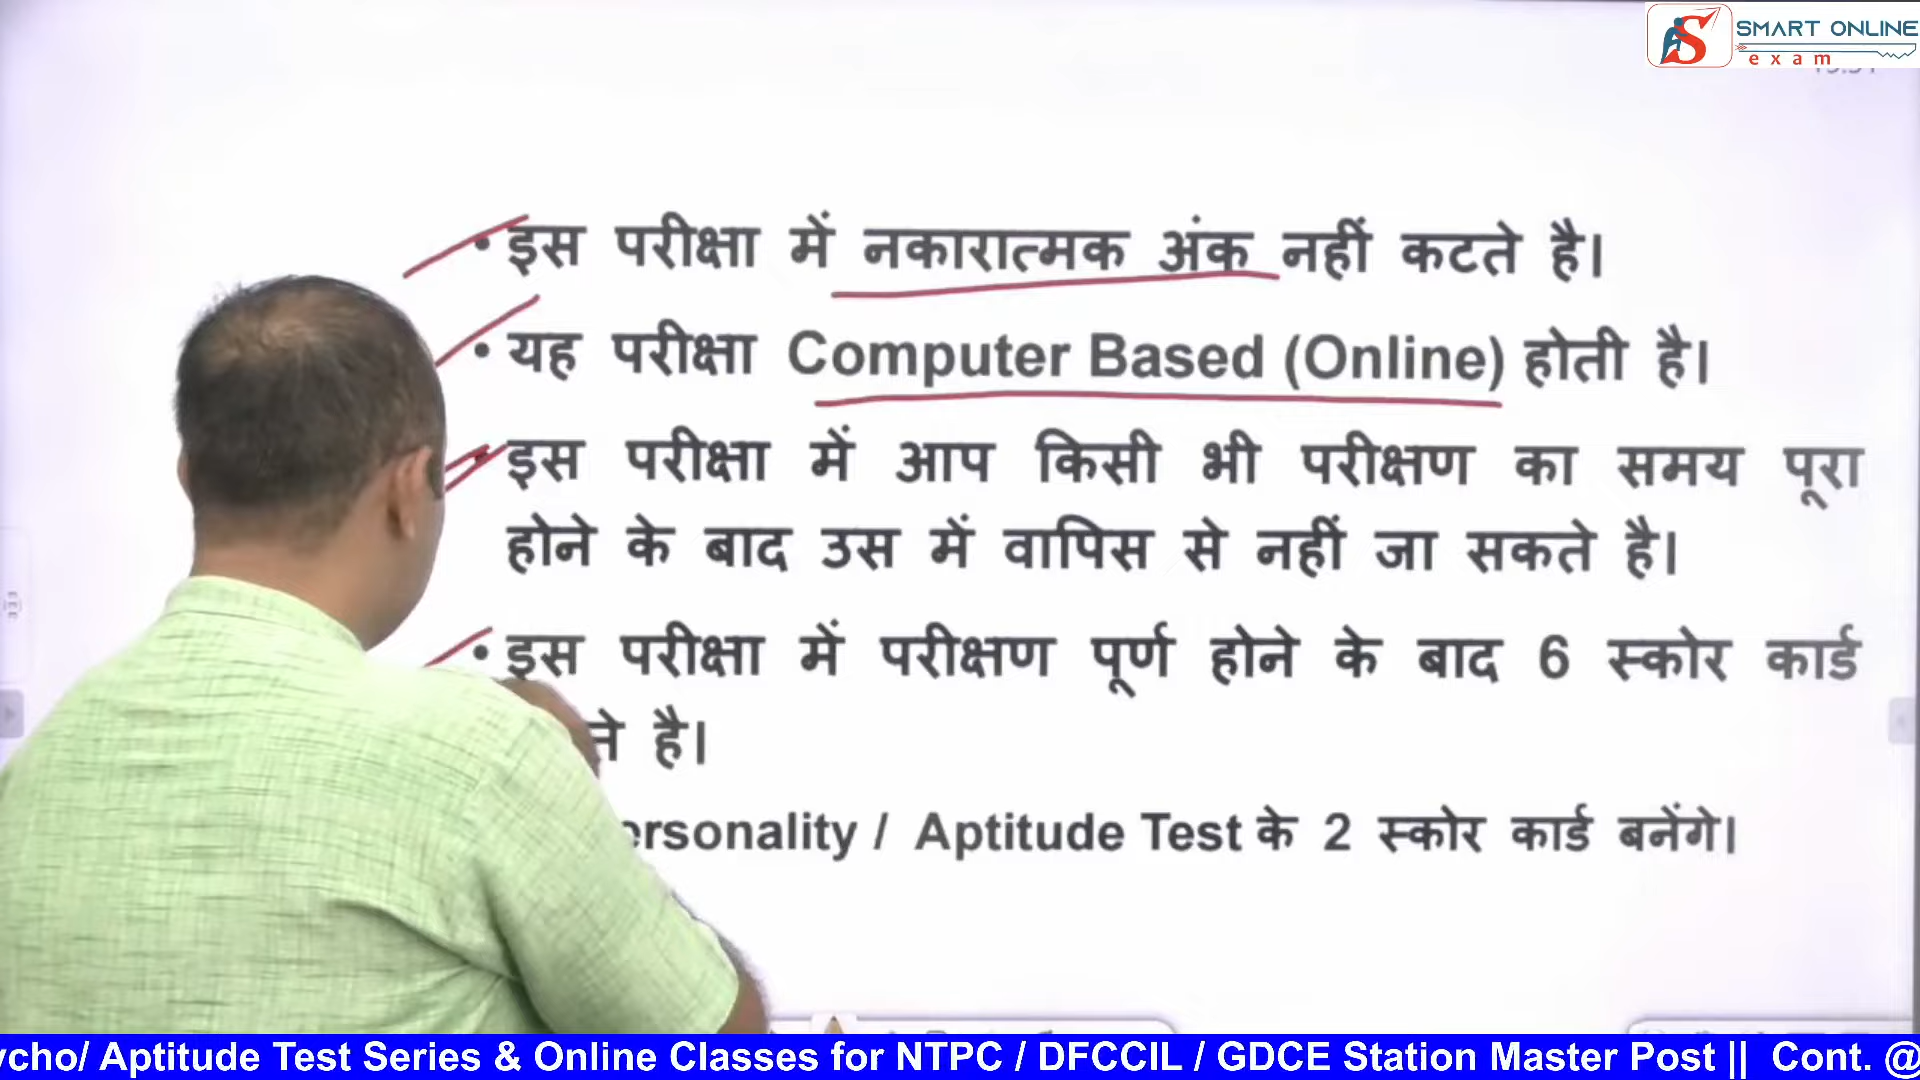 SMART ONLINE
exam
• इस परीक्षा में नकारात्मक अंक नहीं कटते है।
• यह परीक्षा Computer Based (Online) होती है।
इस परीक्षा में आप किसी भी परीक्षण का समय पूरा
होने के बाद उस में वापिस से नहीं जा सकते है।
• इस परीक्षा में परीक्षण पूर्ण होने के बाद 6 स्कोर कार्ड
ते है।
ersonality / Aptitude Test के 2 स्कोर कार्ड बनेंगे।
ycho/ Aptitude Test Series & Online Classes for NTPC / DFCCIL / GDCE Station Master Post || Cont. @